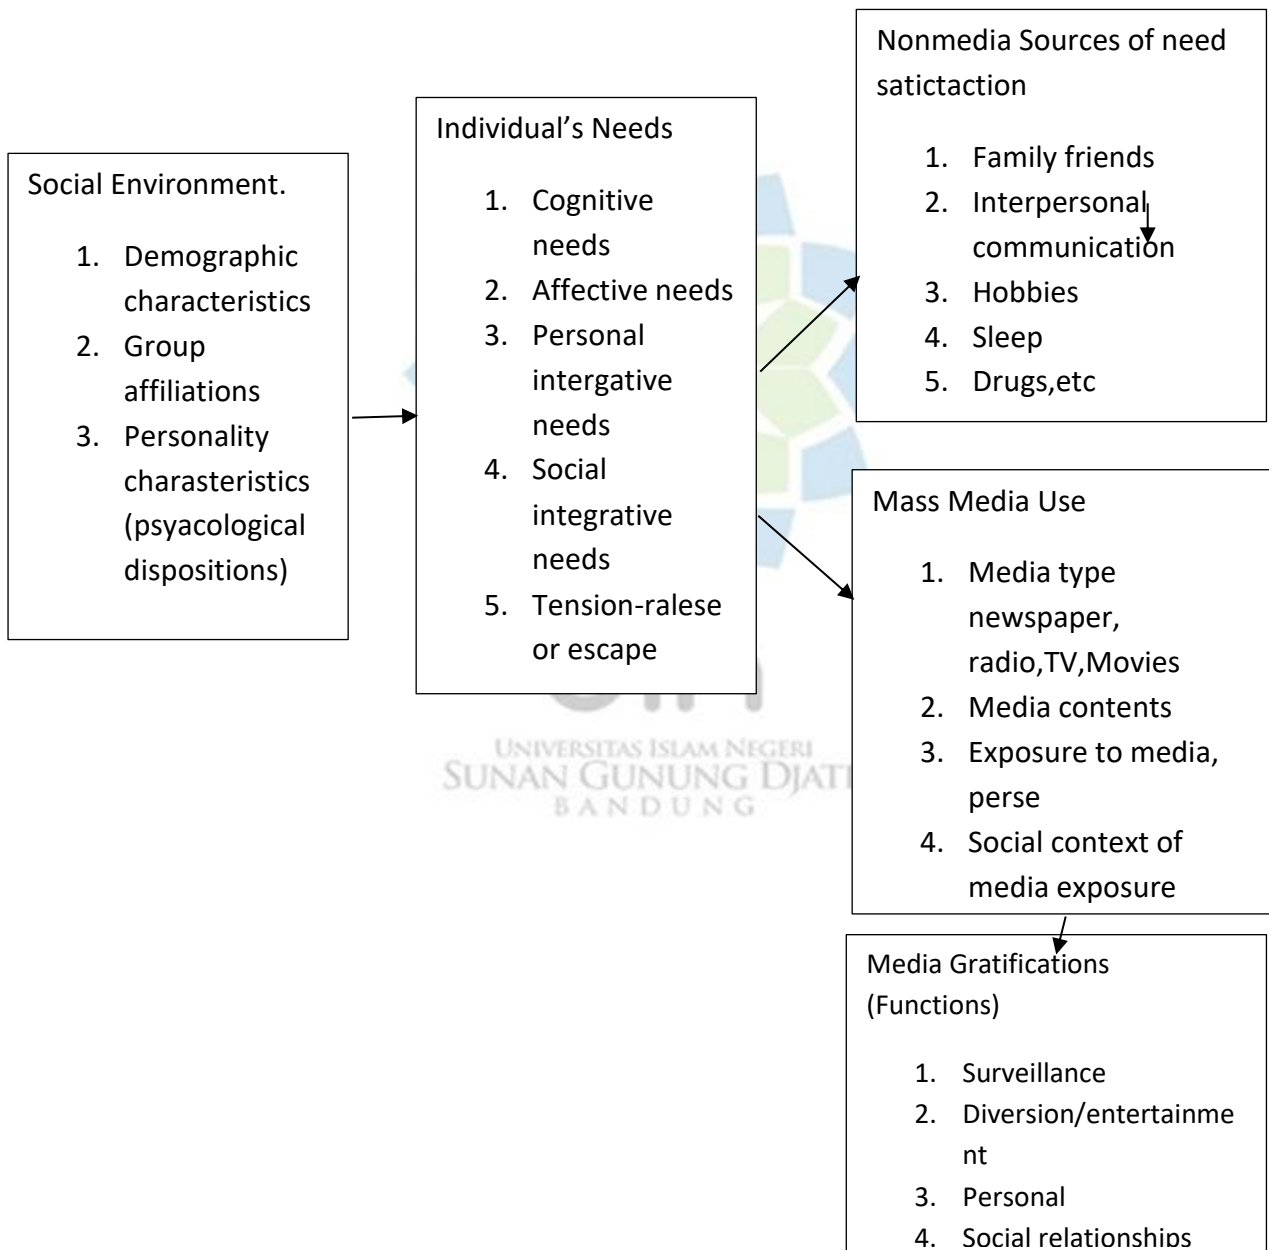 Social Environment.
1. Demographic
characteristics
2. Group
affiliations
3. Personality
charasteristics
(psyacological
dispositions)
Individual’s Needs
1. Cognitive
needs
2. Affective needs
3. Personal
intergative
needs
4. Social
integrative
needs
5. Tension-ralese
or escape
Nonmedia Sources of need
satictaction
1. Family friends
2. Interpersonal
communication
3. Hobbies
4. Sleep
5. Drugs,etc
Mass Media Use
1. Media type
newspaper,
radio,TV,Movies
2. Media contents
3. Exposure to media,
perse
4. Social context of
media exposure
Media Gratifications
(Functions)
1. Surveillance
2. Diversion/entertainme
nt
3. Personal
4. Social relationships
UNIVERSITAS ISLAM NEGERI
SUNAN GUNUNG DJATI
BANDUNG